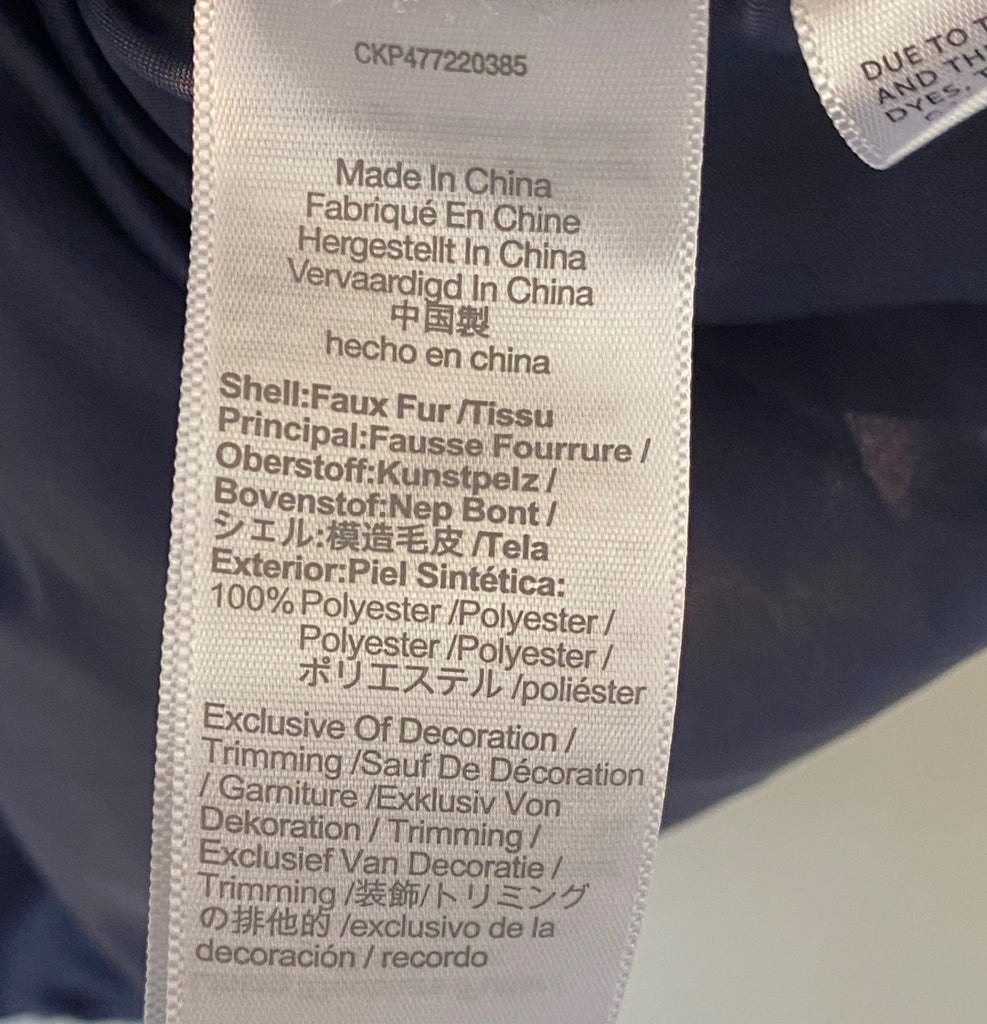 CKP477220385
Made In China
Fabriqué En Chine
Hergestellt In China
Vervaardigd In China
中国製
hecho en china
Shell:Faux Fur /Tissu
Principal:Fausse Fourrure /
Oberstoff:Kunstpelz /
Bovenstof:Nep Bont /
シェル:模造毛皮 /Tela
Exterior:Piel Sintética:
100% Polyester /Polyester /
Polyester /Polyester /
ポリエステル /poliéster
Exclusive Of Decoration /
Trimming /Sauf De Décoration
/ Garniture /Exklusiv Von
Dekoration / Trimming /
Exclusief Van Decoratie /
Trimming /装飾/トリミング
の排他的 /exclusivo de la
decoración / recordo
DUE TO
AND
DYES,